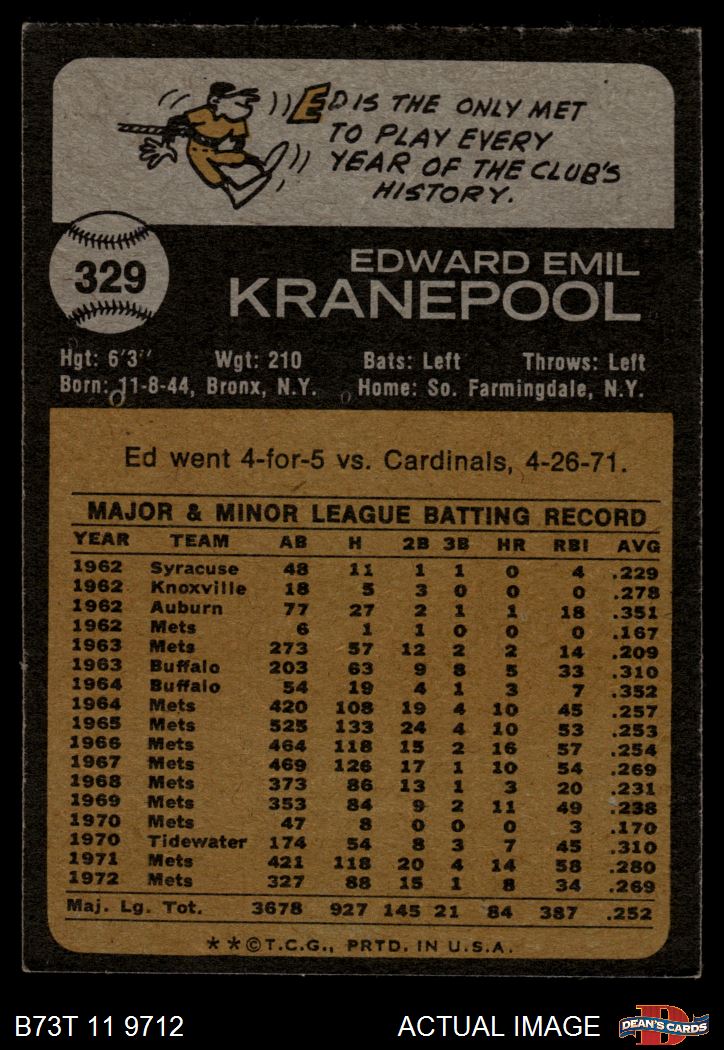 ED IS THE ONLY MET
TO PLAY EVERY
YEAR OF THE CLUB'S
HISTORY.
329
EDWARD EMIL
KRANEPOOL
Hgt: 6'3" Wgt: 210 Bats: Left Throws: Left
Born: 11-8-44, Bronx, N.Y. Home: So. Farmingdale, N.Y.
Ed went 4-for-5 vs. Cardinals, 4-26-71.
MAJOR & MINOR LEAGUE BATTING RECORD
YEAR TEAM AB H 2B 3B HR RBI AVG
1962 Syracuse 48 11 1 1 0 4 .229
1962 Knoxville 18 5 3 0 0 0 .278
1962 Auburn 77 27 2 1 1 18 .351
1962 Mets 6 1 1 0 0 0 .167
1963 Mets 273 57 12 2 2 14 .209
1963 Buffalo 203 63 9 8 5 33 .310
1964 Buffalo 54 19 4 1 3 7 .352
1964 Mets 420 108 19 4 10 45 .257
1965 Mets 525 133 24 4 10 53 .253
1966 Mets 464 118 15 2 16 57 .254
1967 Mets 469 126 17 1 10 54 .269
1968 Mets 373 86 13 1 3 20 .231
1969 Mets 353 84 9 2 11 49 .238
1970 Mets 47 8 0 0 0 3 .170
1970 Tidewater 174 54 8 3 7 45 .310
1971 Mets 421 118 20 4 14 58 .280
1972 Mets 327 88 15 1 8 34 .269
Maj. Lg. Tot. 3678 927 145 21 84 387 .252
**©T.C.G., PRTD. IN U.S.A.
B73T 11 9712 ACTUAL IMAGE DEAN'S CARDS